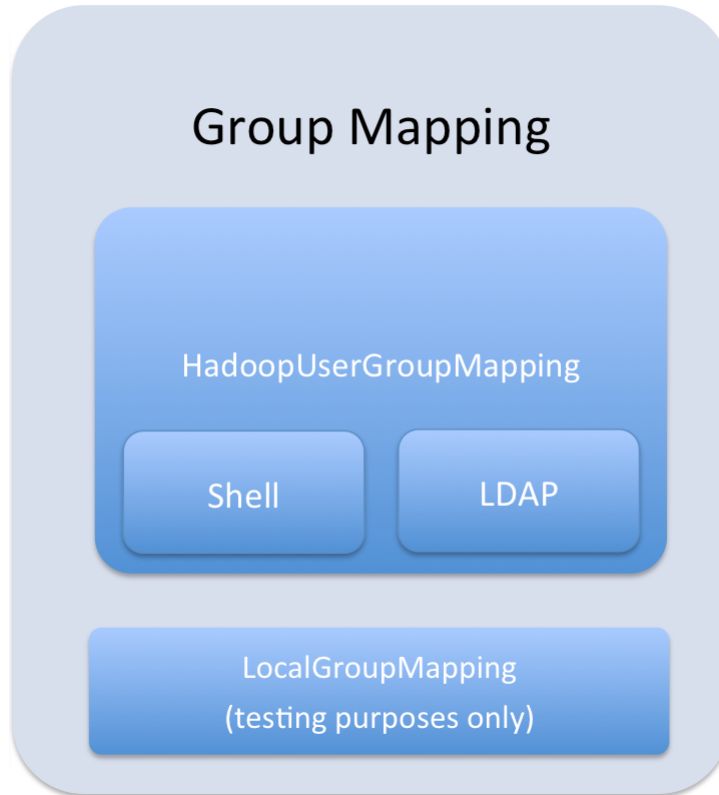 Group Mapping
HadoopUserGroupMapping
Shell
LDAP
LocalGroupMapping
(testing purposes only)